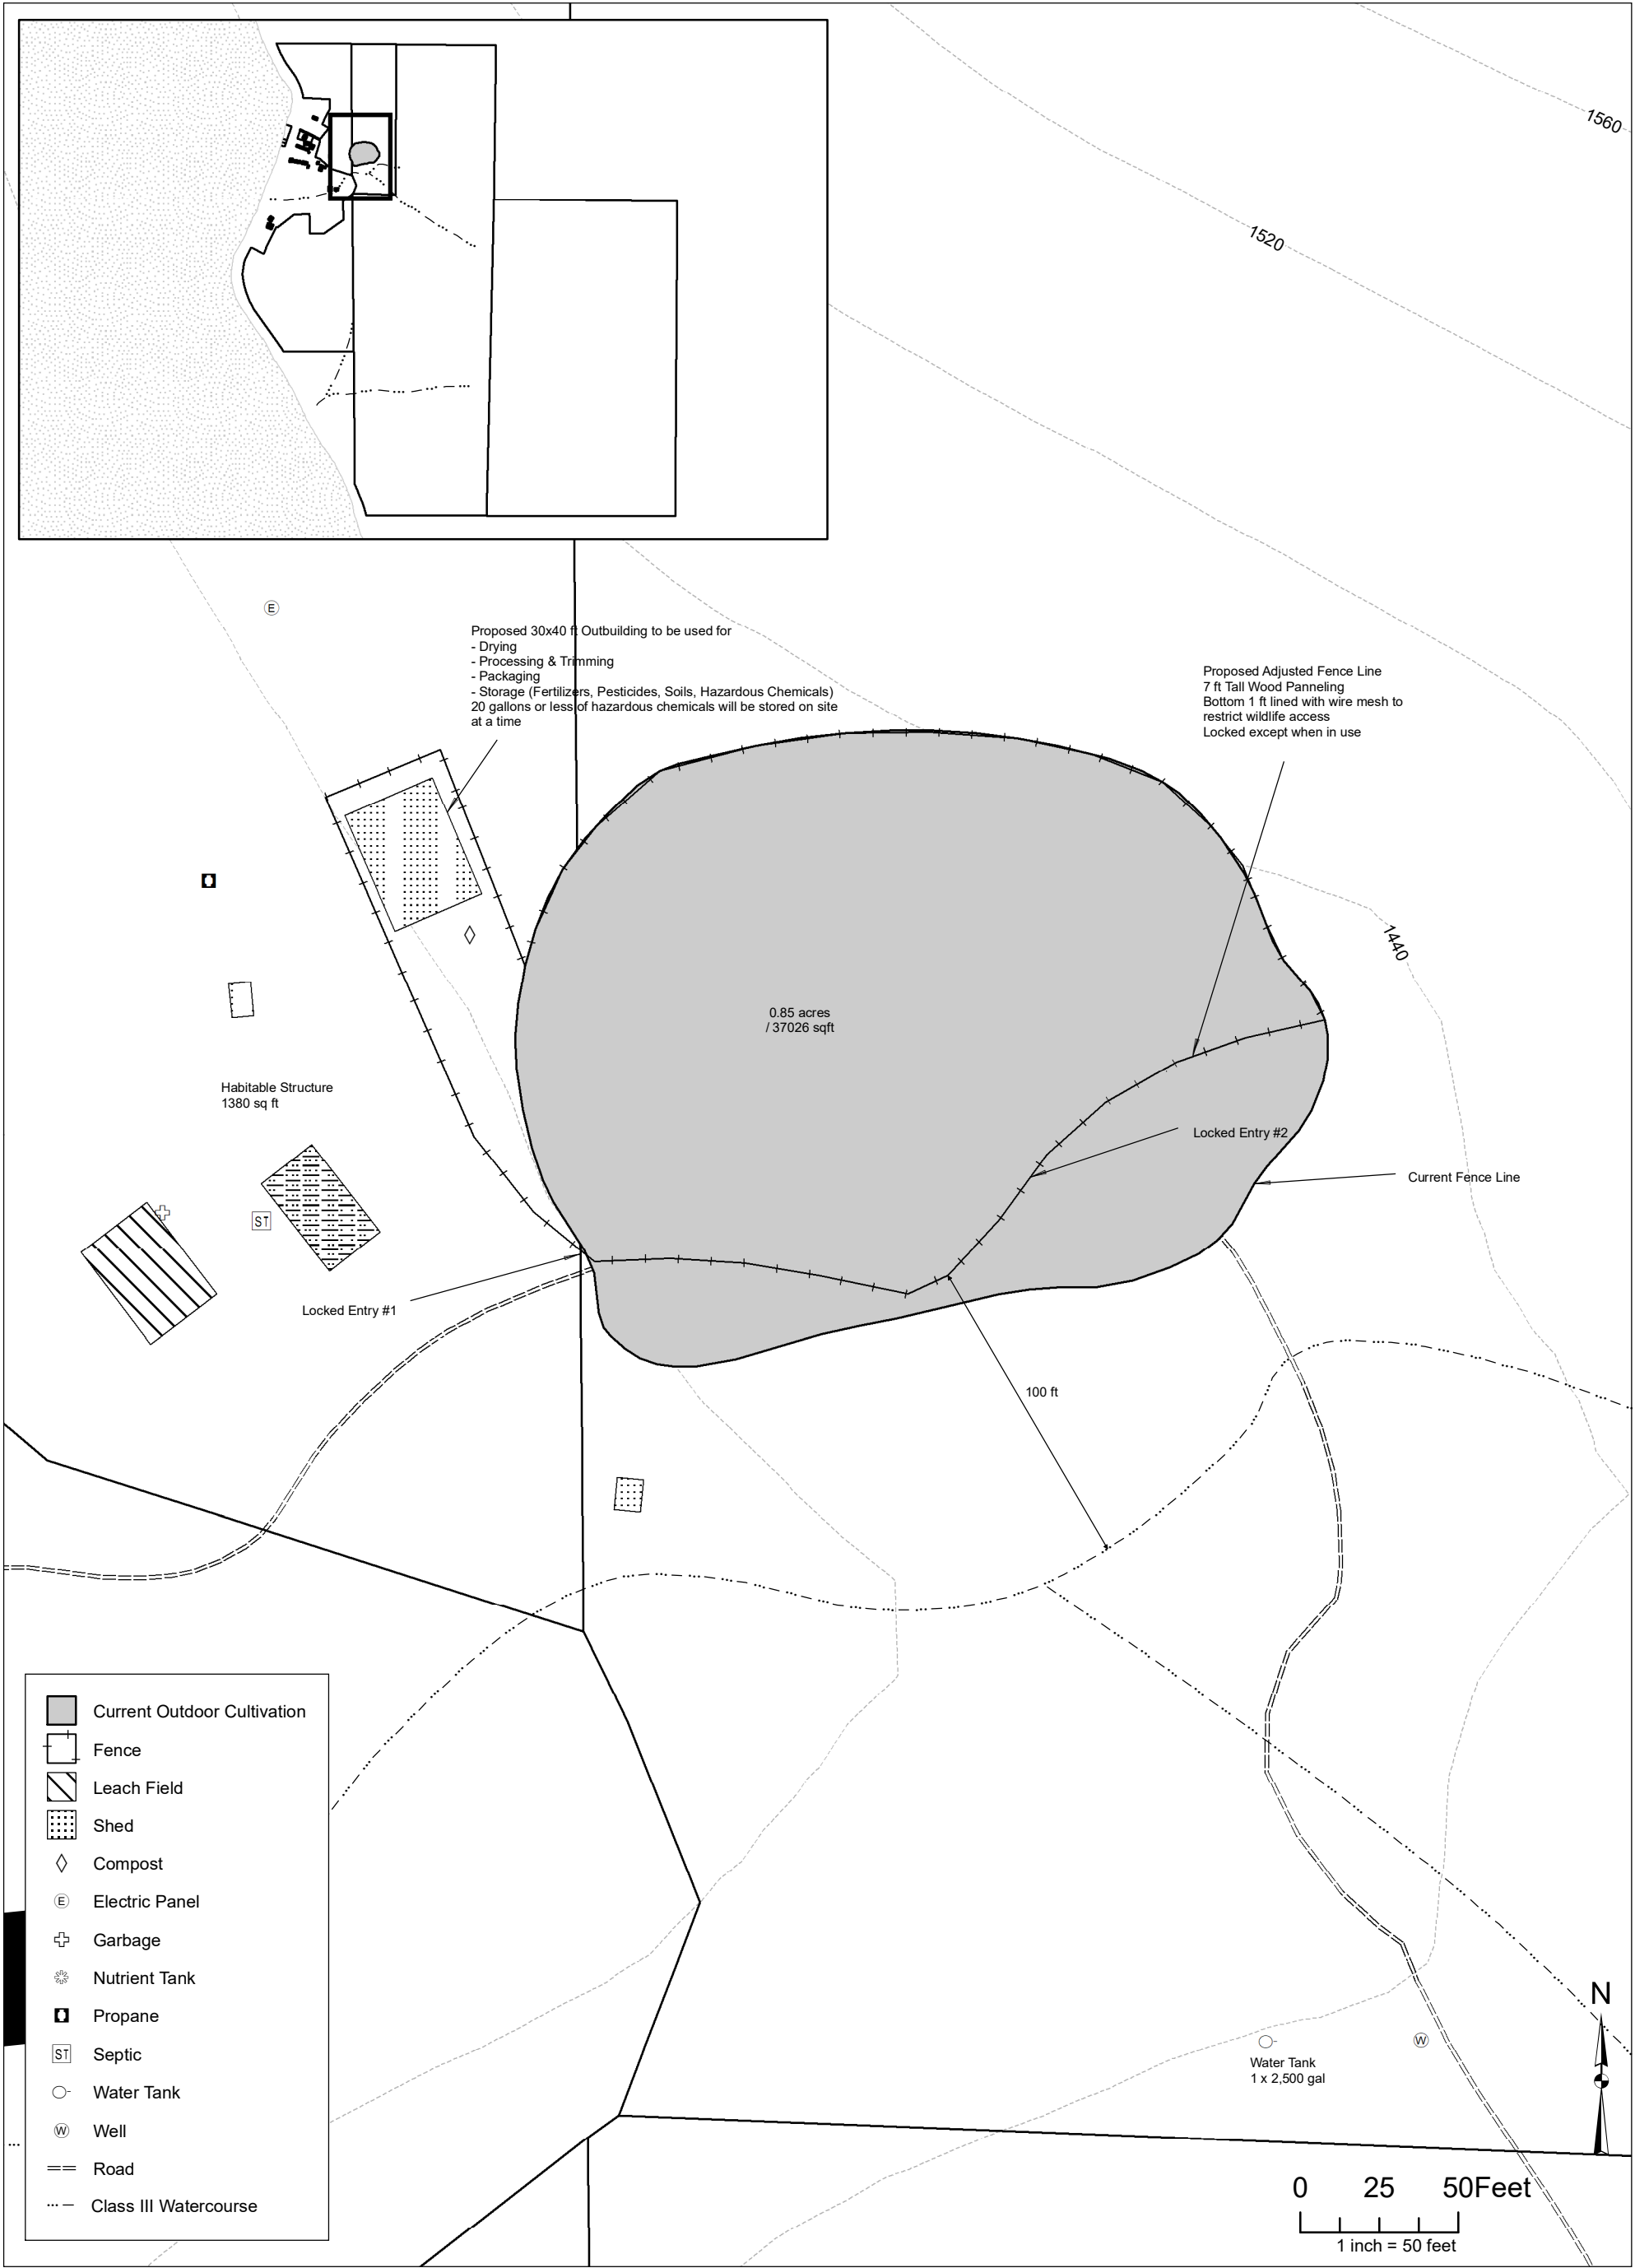 1560
1520
E
Proposed 30x40 ft Outbuilding to be used for
- Drying
- Processing & Trimming
- Packaging
- Storage (Fertilizers, Pesticides, Soils, Hazardous Chemicals)
20 gallons or less of hazardous chemicals will be stored on site
at a time
Proposed Adjusted Fence Line
7 ft Tall Wood Panneling
Bottom 1 ft lined with wire mesh to
restrict wildlife access
Locked except when in use
1440
0.85 acres
/ 37026 sqft
Habitable Structure
1380 sq ft
Locked Entry #2
Current Fence Line
ST
Locked Entry #1
100 ft
Current Outdoor Cultivation
Fence
Leach Field
Shed
Compost
E Electric Panel
Garbage
Nutrient Tank
Propane
ST Septic
Water Tank
W Well
Road
Class III Watercourse
W
Water Tank
1 x 2,500 gal
N
0 25 50Feet
1 inch = 50 feet